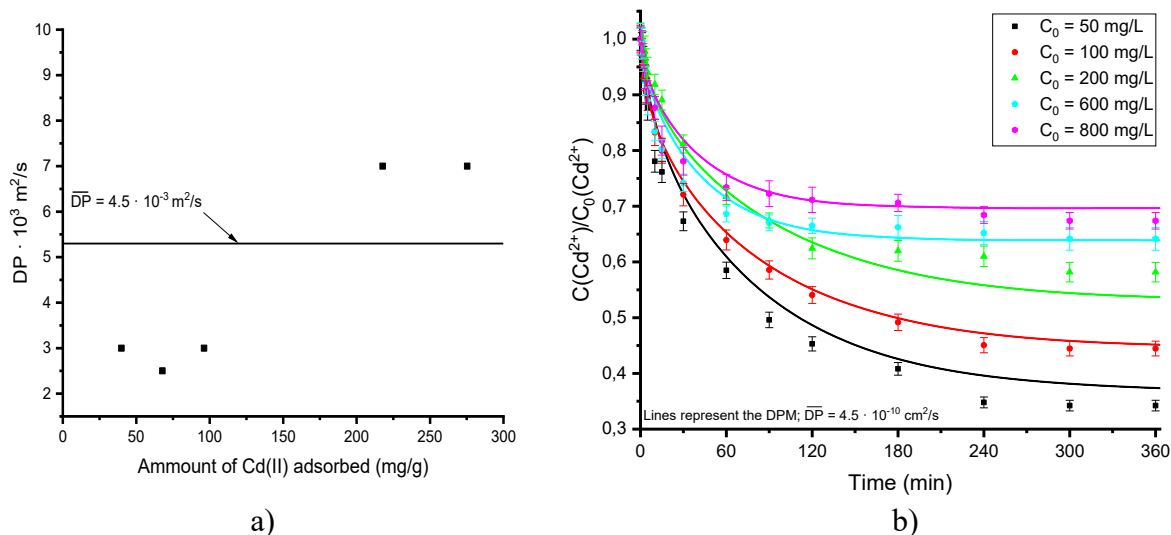 10
9
8
7
6
5
4
3
2
0
50
100
150
200
250
300
DP · 10³ m²/s
Ammount of Cd(II) adsorbed (mg/g)
DP = 4.5 · 10⁻³ m²/s
a)
1,0
0,9
0,8
0,7
0,6
0,5
0,4
0,3
0
60
120
180
240
300
360
C(Cd²⁺)/C₀(Cd²⁺)
Time (min)
C₀ = 50 mg/L
C₀ = 100 mg/L
C₀ = 200 mg/L
C₀ = 600 mg/L
C₀ = 800 mg/L
Lines represent the DPM; DP = 4.5 · 10⁻¹⁰ cm²/s
b)